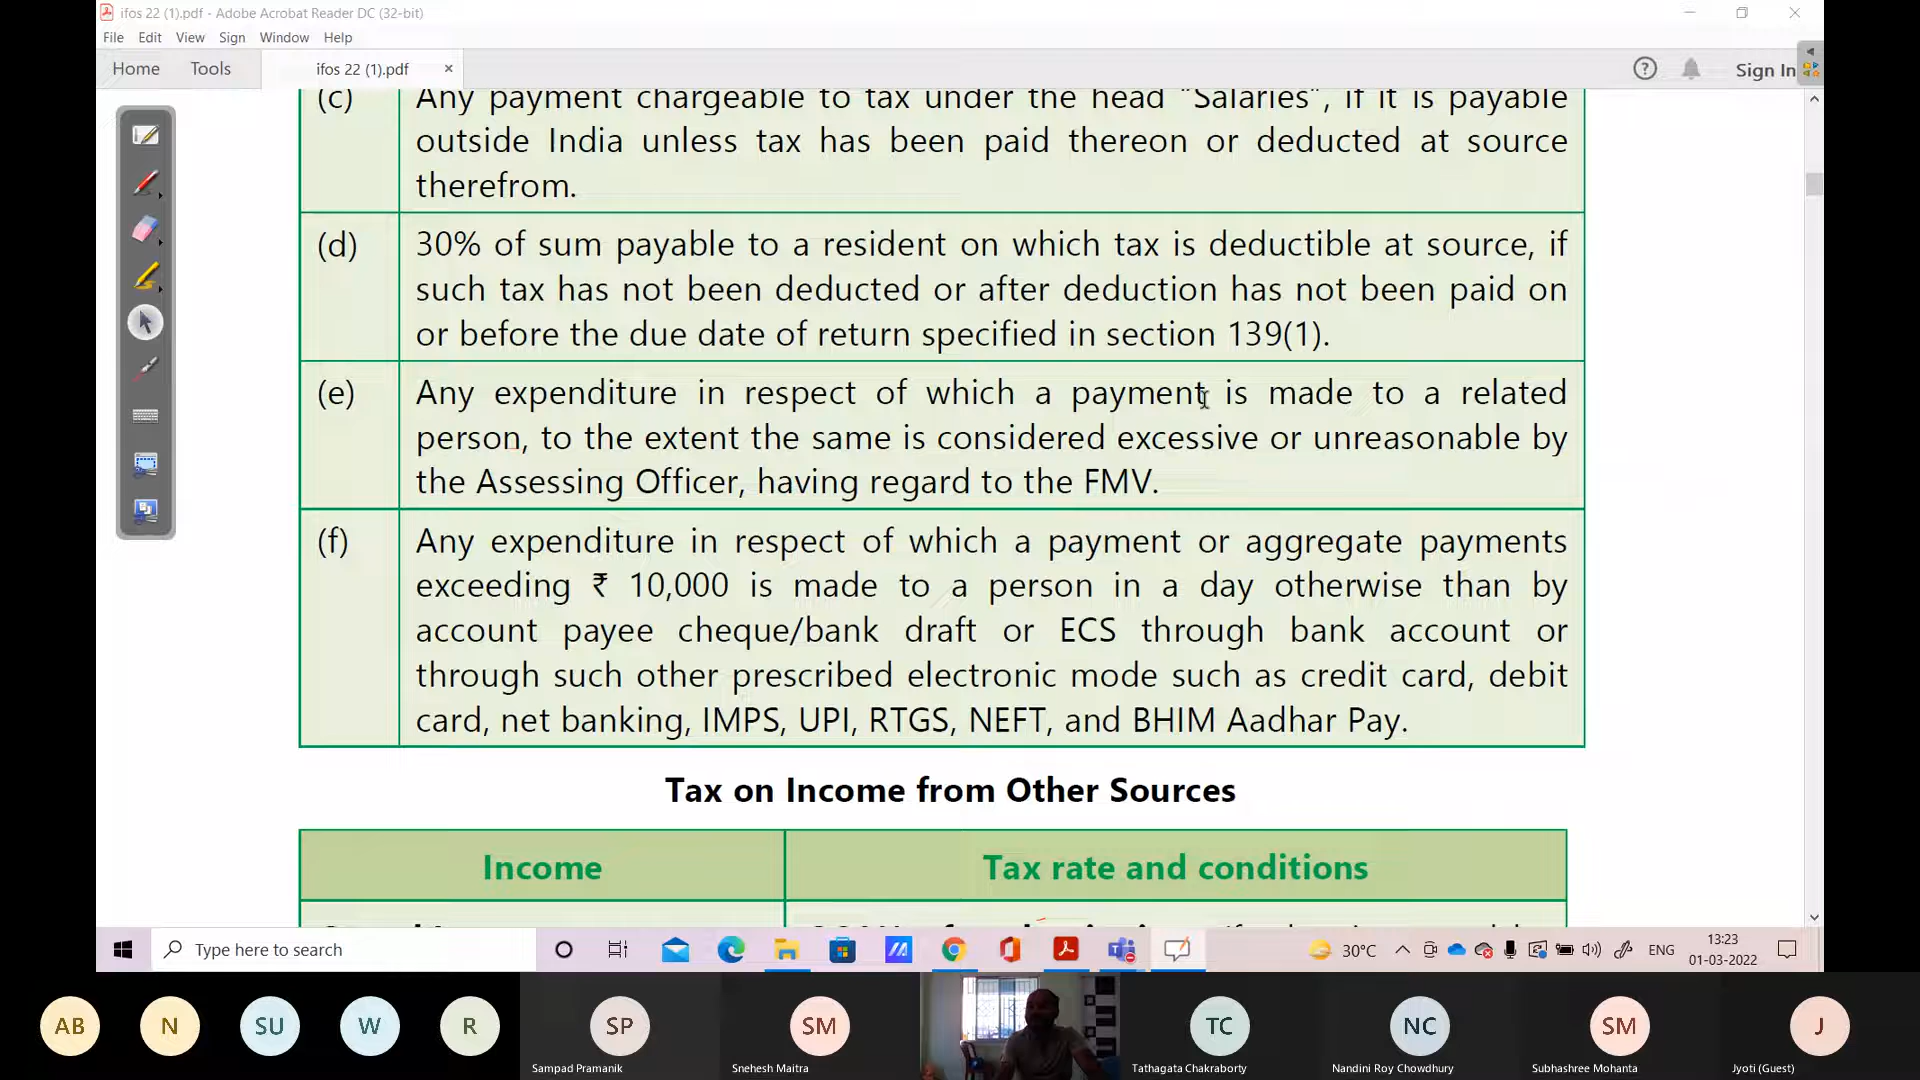 ifos 22 (1).pdf - Adobe Acrobat Reader DC (32-bit)
File Edit View Sign Window Help
Home Tools ifos 22 (1).pdf × Sign In
(c) Any payment chargeable to tax under the head "Salaries", if it is payable
outside India unless tax has been paid thereon or deducted at source
therefrom.
(d) 30% of sum payable to a resident on which tax is deductible at source, if
such tax has not been deducted or after deduction has not been paid on
or before the due date of return specified in section 139(1).
(e) Any expenditure in respect of which a payment is made to a related
person, to the extent the same is considered excessive or unreasonable by
the Assessing Officer, having regard to the FMV.
(f) Any expenditure in respect of which a payment or aggregate payments
exceeding ₹ 10,000 is made to a person in a day otherwise than by
account payee cheque/bank draft or ECS through bank account or
through such other prescribed electronic mode such as credit card, debit
card, net banking, IMPS, UPI, RTGS, NEFT, and BHIM Aadhar Pay.
Tax on Income from Other Sources
Income Tax rate and conditions
Type here to search 30°C ENG 13:23
01-03-2022
AB N SU W R SP SM TC NC SM J
Sampad Pramanik Snehesh Maitra Tathagata Chakraborty Nandini Roy Chowdhury Subhashree Mohanta Jyoti (Guest)